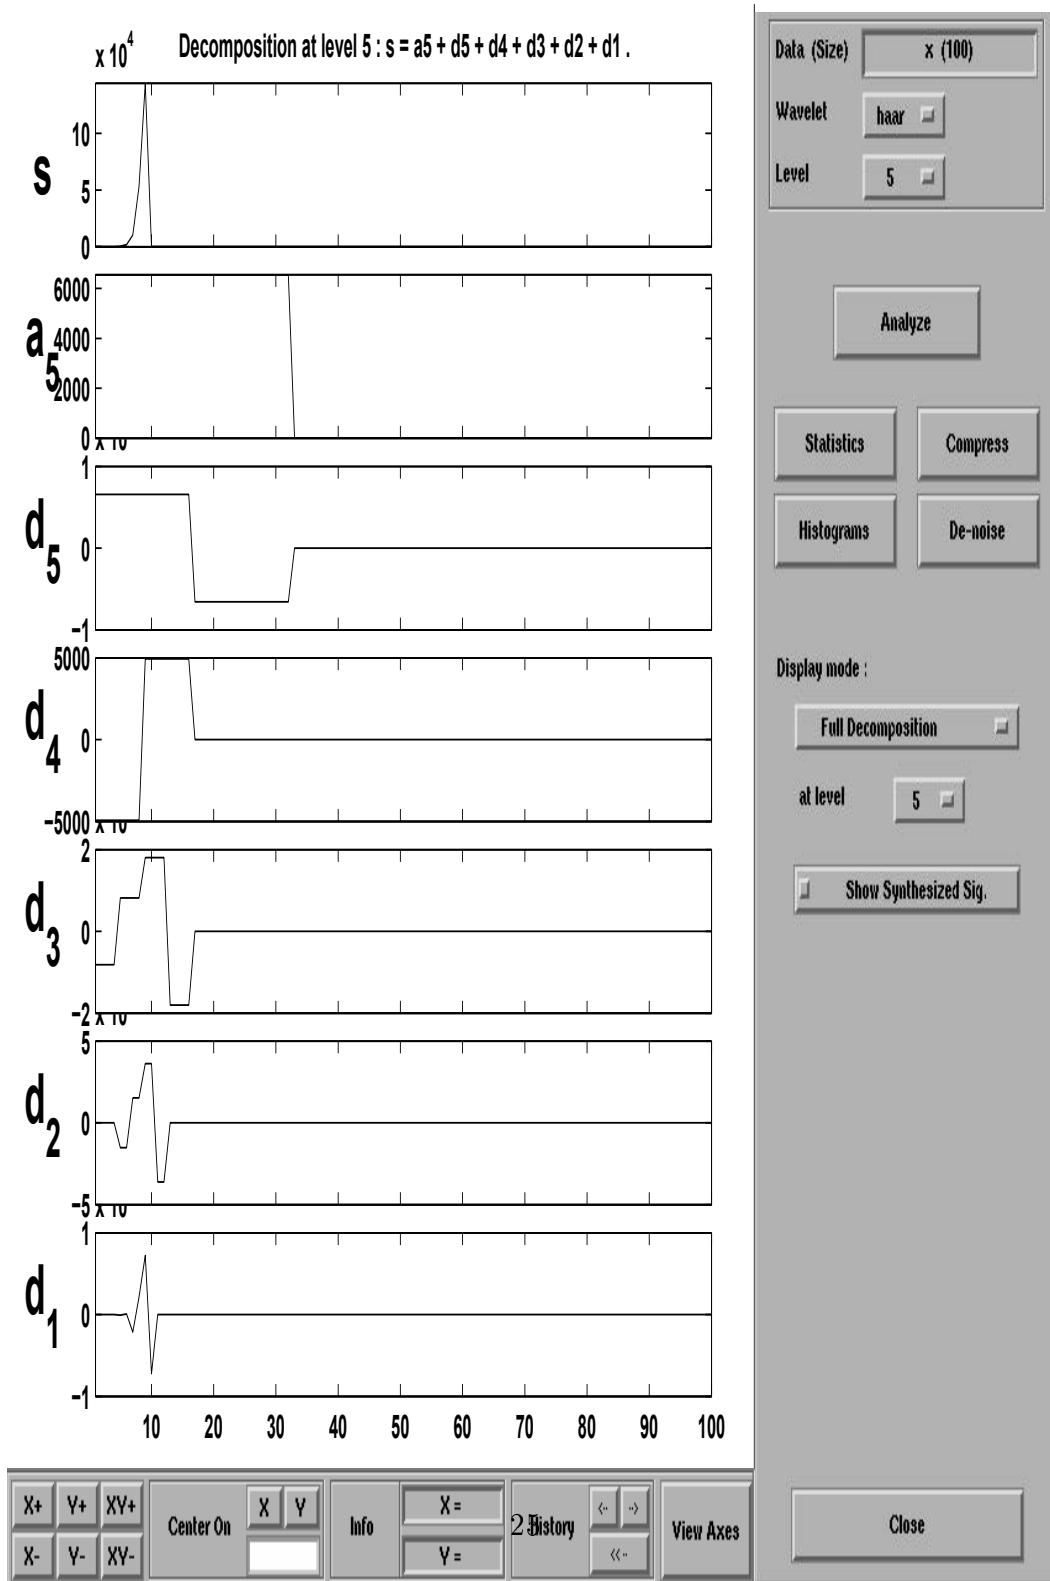 x 10^4 Decomposition at level 5 : s = a5 + d5 + d4 + d3 + d2 + d1 .
s
10
5
0
a5
6000
4000
2000
0
d5
1
0
−1
d4
5000
0
−5000
d3
2
0
−2
d2
5
0
−5
d1
1
0
−1
10 20 30 40 50 60 70 80 90 100
Data (Size) x (100)
Wavelet haar
Level 5
Analyze
Statistics Compress
Histograms De-noise
Display mode :
Full Decomposition
at level 5
Show Synthesized Sig.
X+ Y+ XY+
X- Y- XY-
Center On X Y
Info X =
Y =
History <-- -->
<<--
View Axes
Close